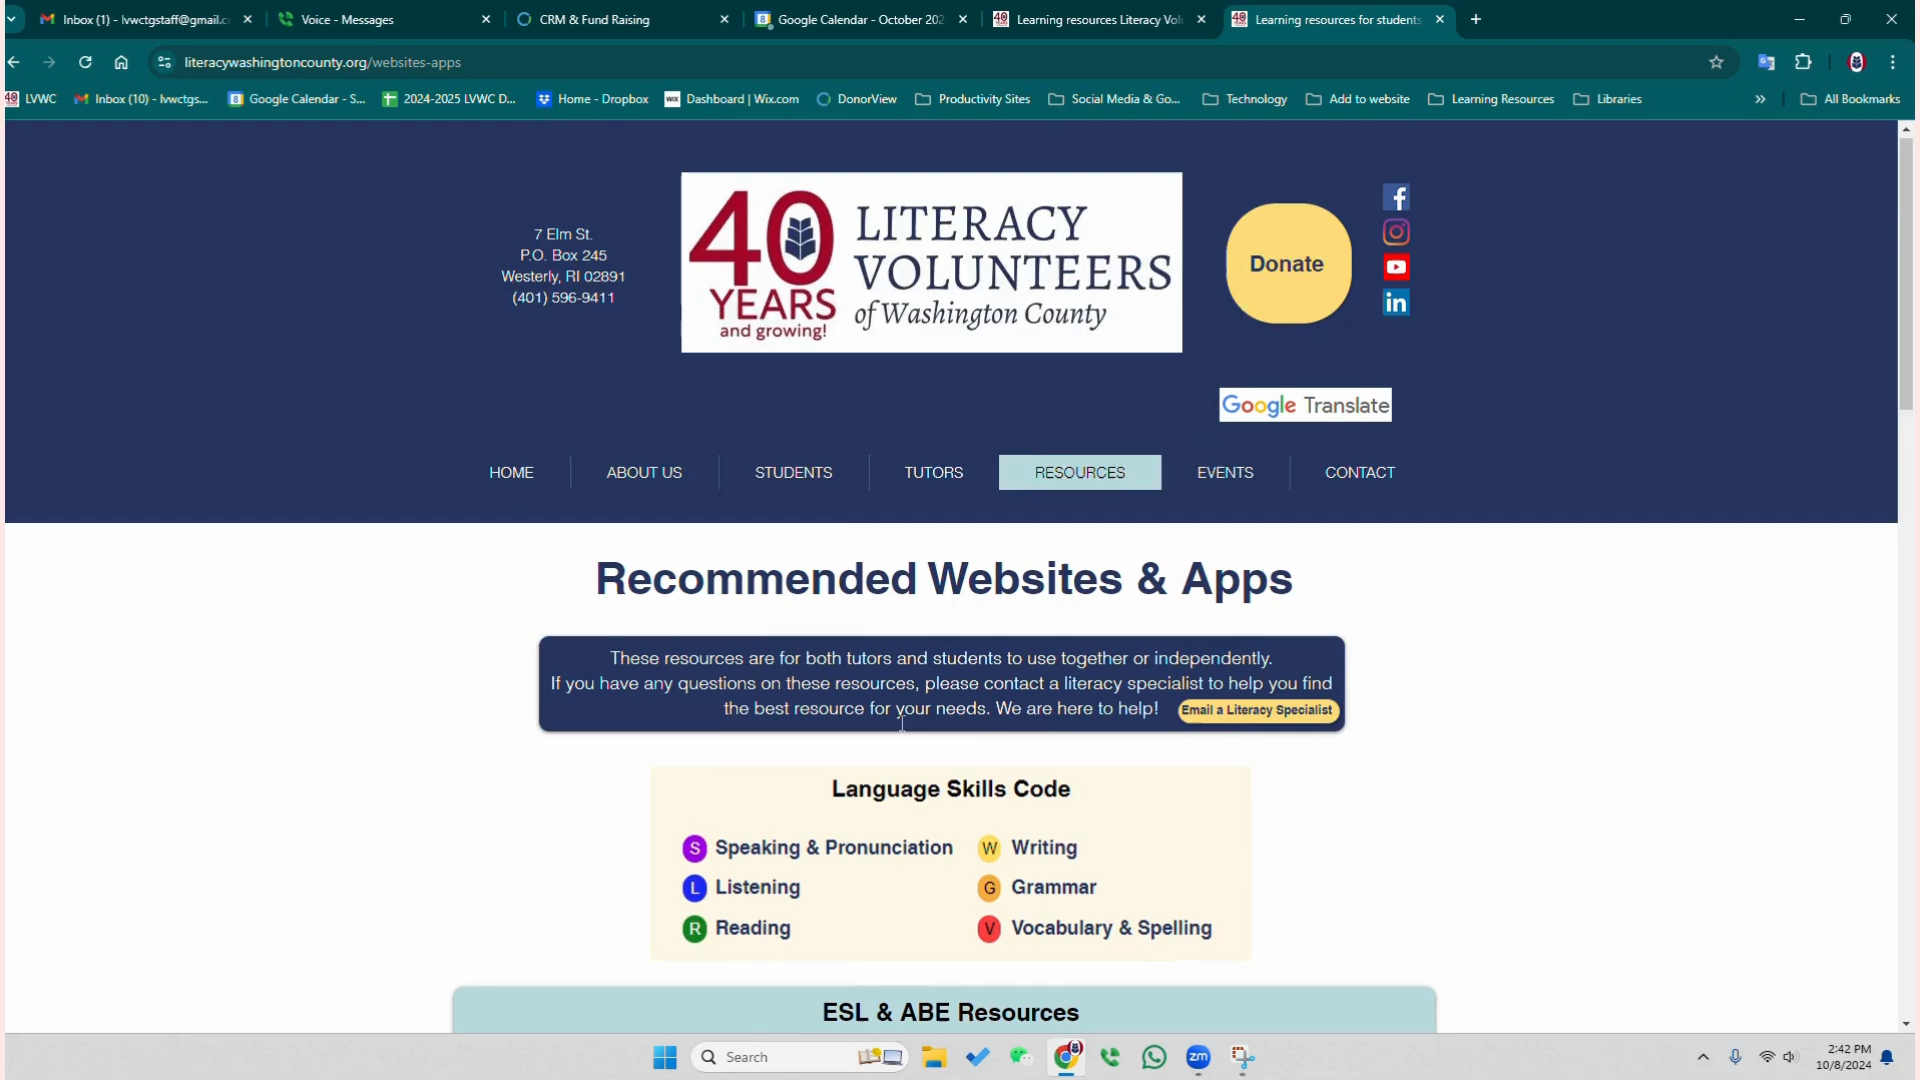 Inbox (1) - lvwctgstaff@gmail.c
Voice - Messages
CRM & Fund Raising
Google Calendar - October 202
Learning resources Literacy Vol
Learning resources for students
literacywashingtoncounty.org/websites-apps
LVWC
Inbox (10) - lvwctgs...
Google Calendar - S...
2024-2025 LVWC D...
Home - Dropbox
WIX Dashboard | Wix.com
DonorView
Productivity Sites
Social Media & Go...
Technology
Add to website
Learning Resources
Libraries
All Bookmarks
7 Elm St.
P.O. Box 245
Westerly, RI 02891
(401) 596-9411
40
YEARS
and growing!
LITERACY
VOLUNTEERS
of Washington County
Donate
Google Translate
HOME
ABOUT US
STUDENTS
TUTORS
RESOURCES
EVENTS
CONTACT
Recommended Websites & Apps
These resources are for both tutors and students to use together or independently.
If you have any questions on these resources, please contact a literacy specialist to help you find
the best resource for your needs. We are here to help!
Email a Literacy Specialist
Language Skills Code
S Speaking & Pronunciation
W Writing
L Listening
G Grammar
R Reading
V Vocabulary & Spelling
ESL & ABE Resources
Search
zm
2:42 PM
10/8/2024